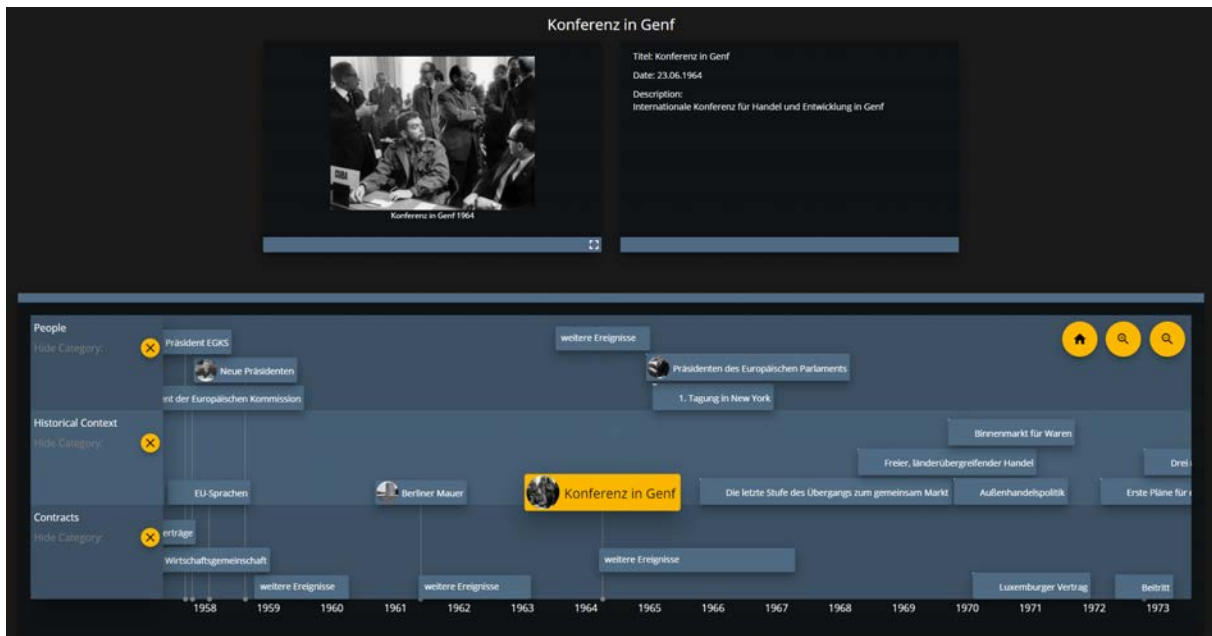 Konferenz in Genf
CUBA
Konferenz in Genf 1964
Titel: Konferenz in Genf
Date: 23.06.1964
Description:
Internationale Konferenz für Handel und Entwicklung in Genf
People
Hide Category:
Präsident EGKS
weitere Ereignisse
Neue Präsidenten
Präsidenten des Europäischen Parlaments
nt der Europäischen Kommission
1. Tagung in New York
Historical Context
Hide Category:
Binnenmarkt für Waren
Freier, länderübergreifender Handel
Drei
EU-Sprachen
Berliner Mauer
Konferenz in Genf
Die letzte Stufe des Übergangs zum gemeinsam Markt
Außenhandelspolitik
Erste Pläne für
Contracts
Hide Category:
erträge
Wirtschaftsgemeinschaft
weitere Ereignisse
weitere Ereignisse
weitere Ereignisse
Luxemburger Vertrag
Beitritt
1958 1959 1960 1961 1962 1963 1964 1965 1966 1967 1968 1969 1970 1971 1972 1973